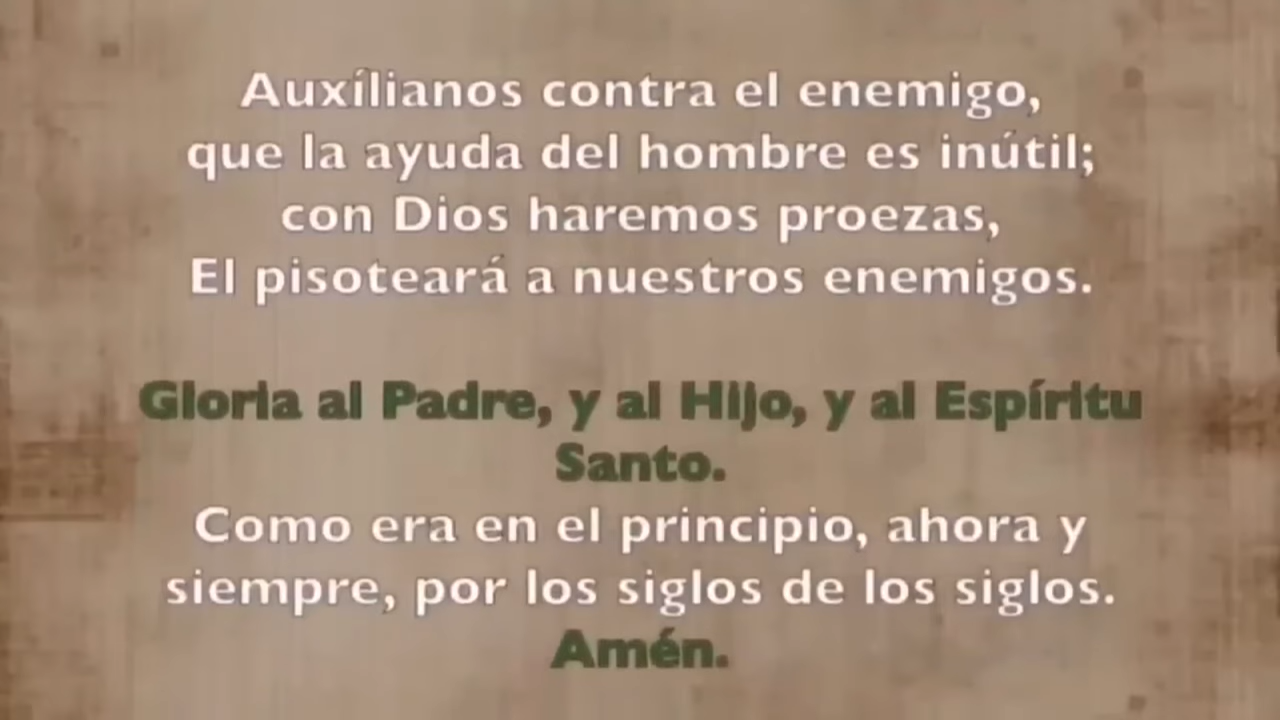 Auxílianos contra el enemigo,
que la ayuda del hombre es inútil;
con Dios haremos proezas,
El pisoteará a nuestros enemigos.
Gloria al Padre, y al Hijo, y al Espíritu
Santo.
Como era en el principio, ahora y
siempre, por los siglos de los siglos.
Amén.